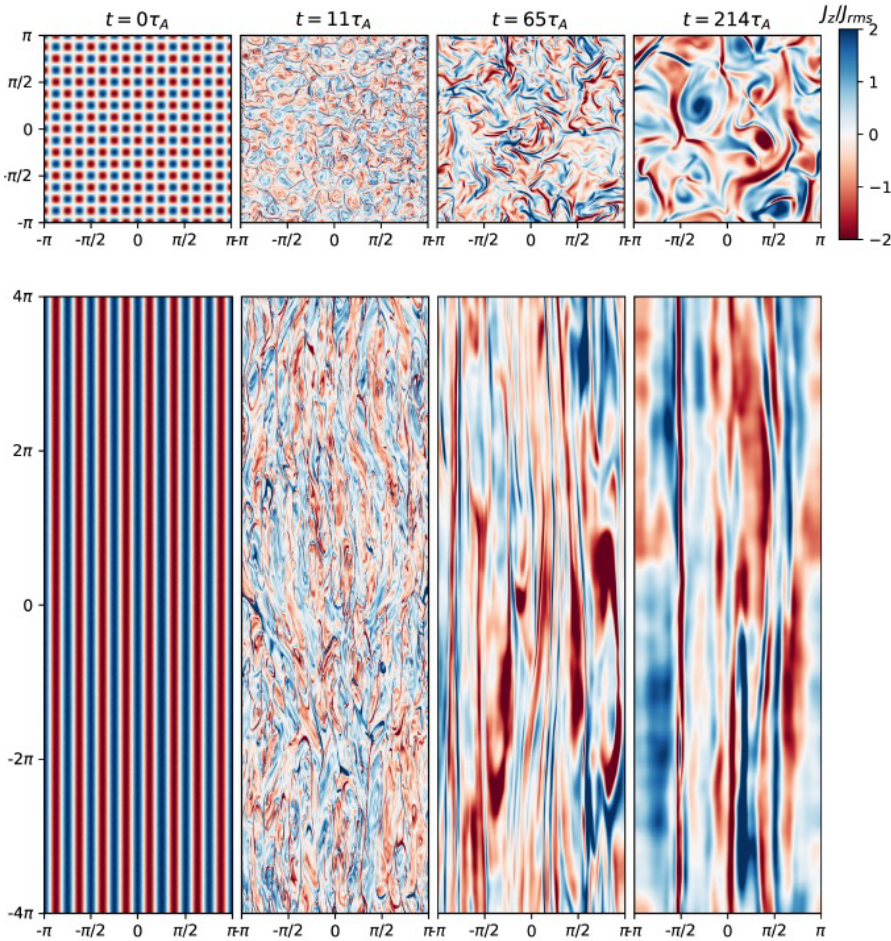 t = 0τ_A t = 11τ_A t = 65τ_A t = 214τ_A J_z/J_rms
π 2
π/2 1
0 0
-π/2 −1
-π −2
-π -π/2 0 π/2 π -π -π/2 0 π/2 π -π -π/2 0 π/2 π -π -π/2 0 π/2 π
4π
2π
0
-2π
-4π
-π -π/2 0 π/2 π -π -π/2 0 π/2 π -π -π/2 0 π/2 π -π -π/2 0 π/2 π